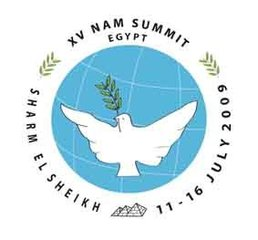 XV NAM SUMMIT
EGYPT
SHARM EL SHEIKH
11 - 16 JULY 2009